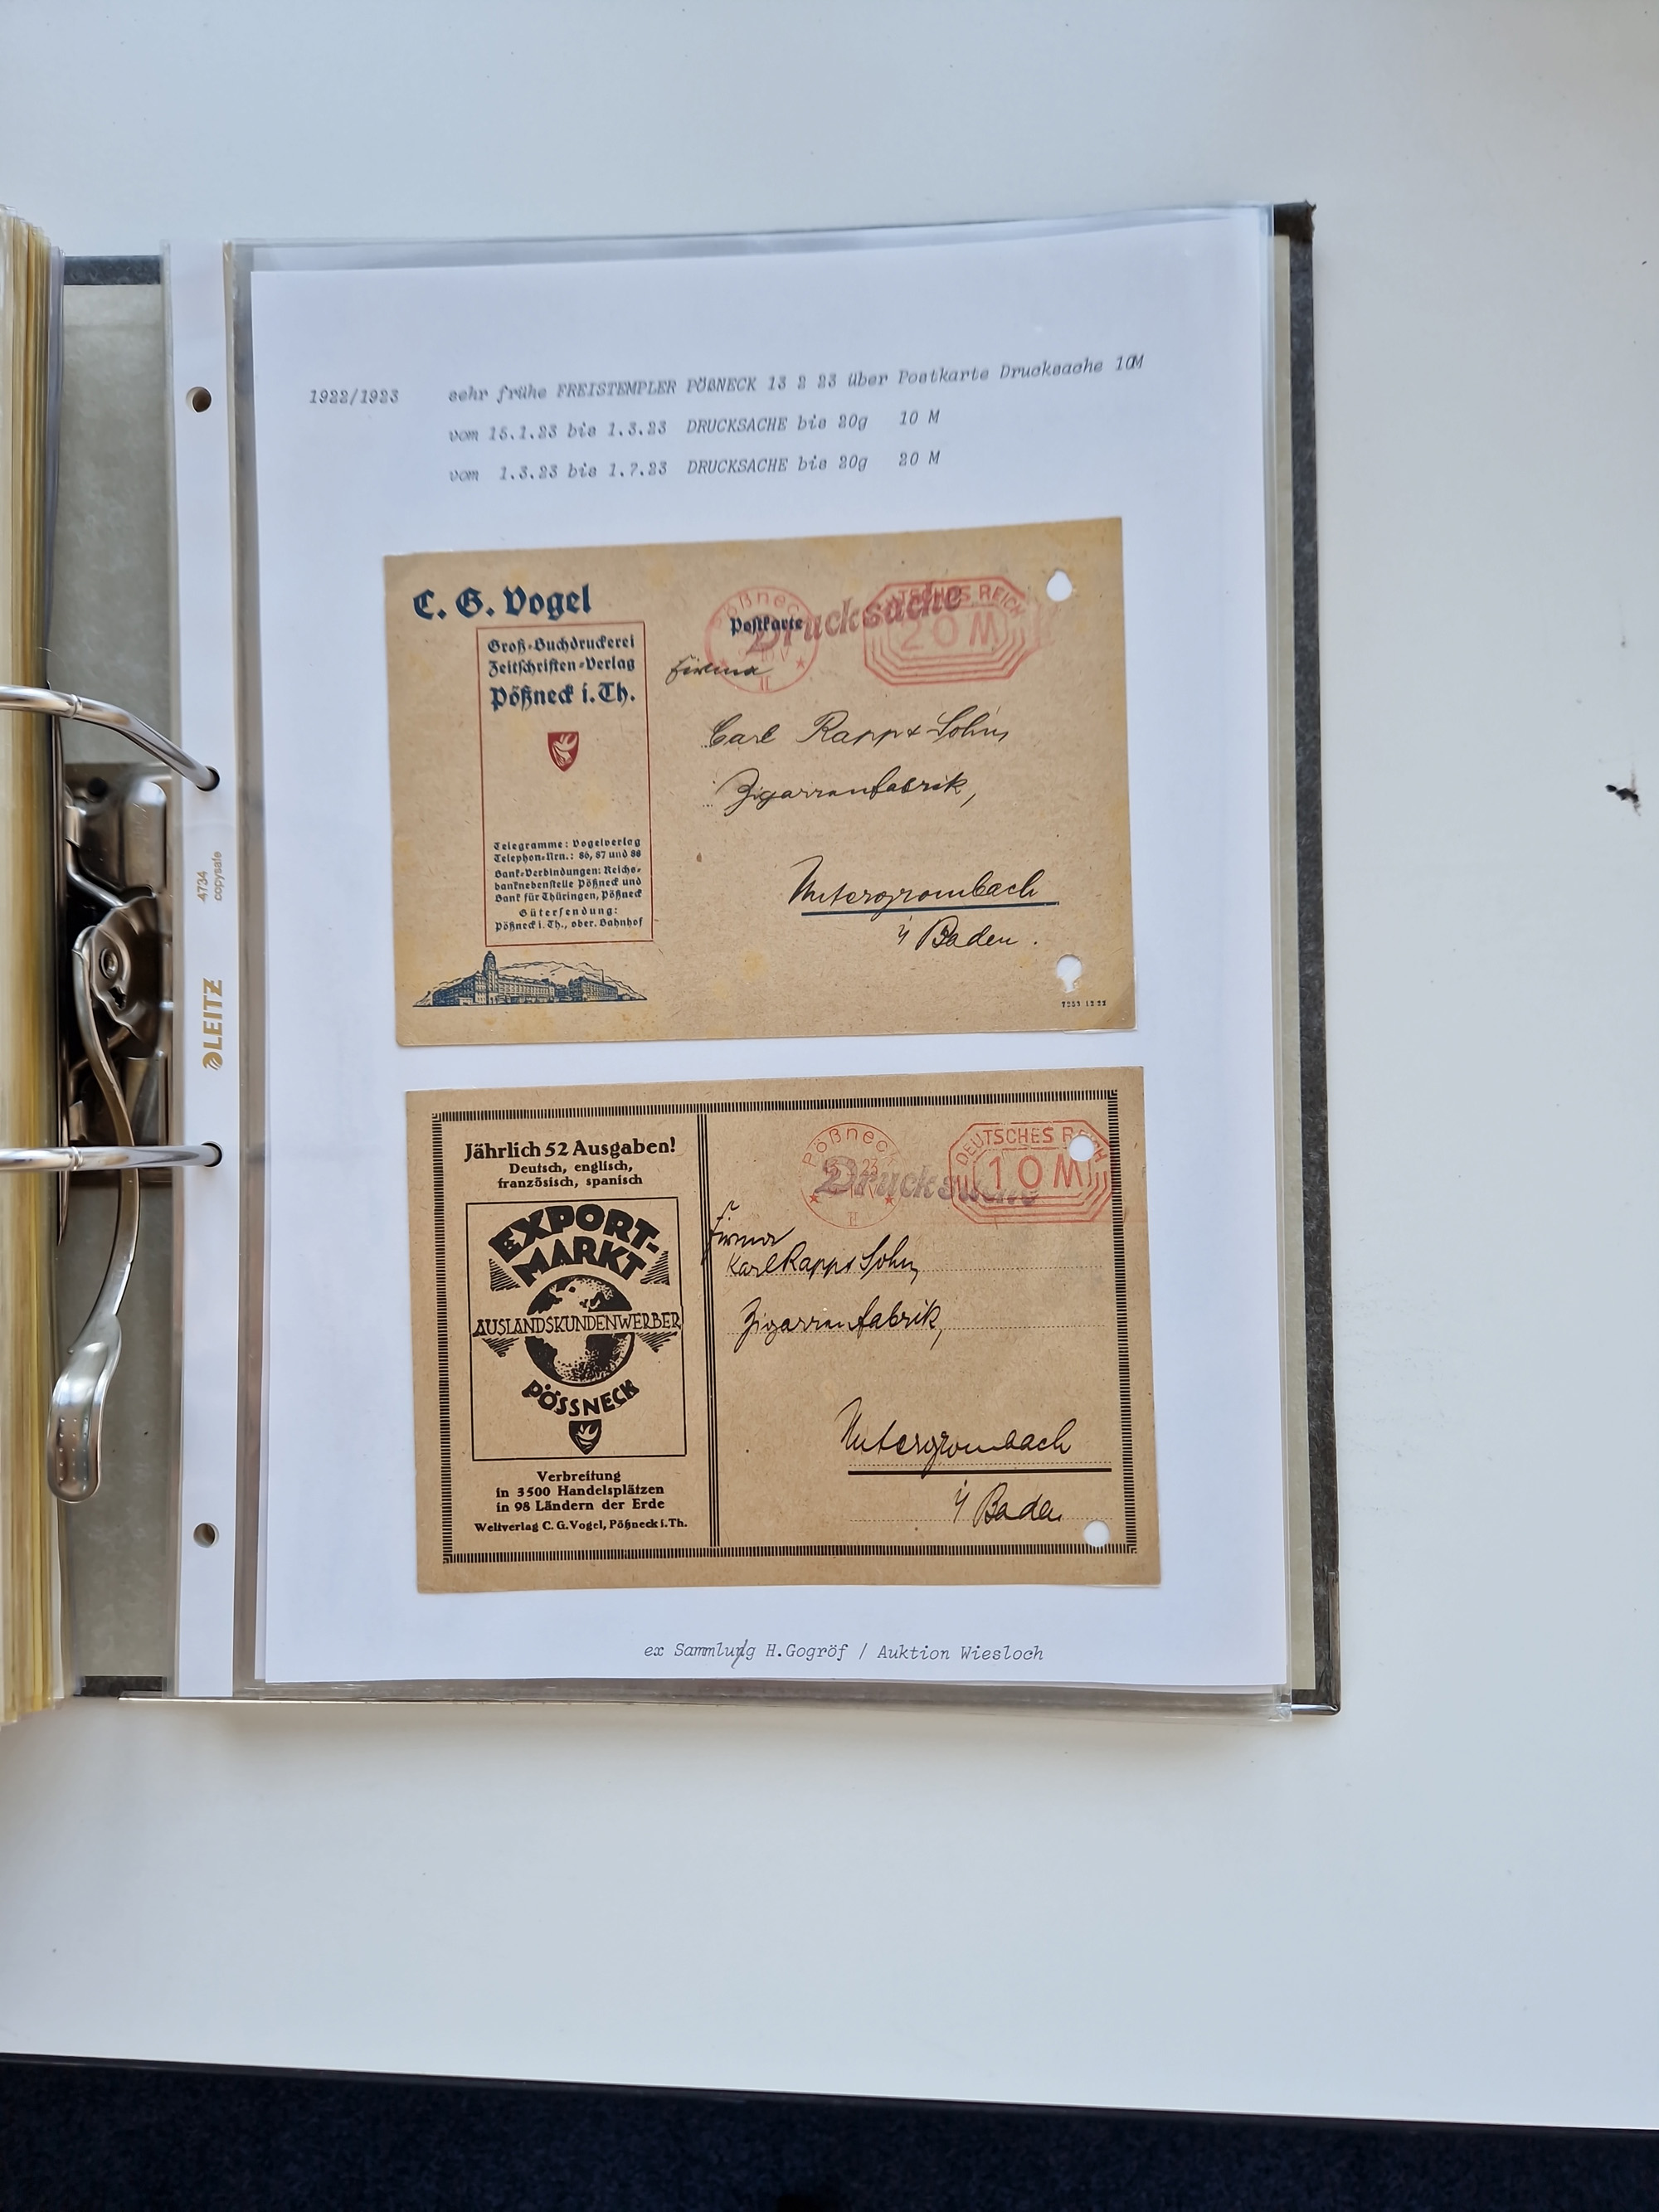 1922/1923 sehr frühe FREISTEMPLER PÖßNECK 13 2 23 über Postkarte Drucksache 10M
vom 15.1.23 bis 1.3.23 DRUCKSACHE bis 20g 10 M
vom 1.3.23 bis 1.7.23 DRUCKSACHE bis 20g 20 M
C. G. Vogel
Groß-Buchdruckerei
Zeitschriften-Verlag
Pößneck i. Th.
Telegramme: Vogelverlag
Telephon-Nrn.: 86, 87 und 88
Bank-Verbindungen: Reichs-
banknebenstelle Pößneck und
Bank für Thüringen, Pößneck
Gütersendung:
Pößneck i. Th., ober. Bahnhof
Pößneck
Postkarte
Drucksache
DEUTSCHES REICH
20 M
Firma
Carl Rapp & Sohn,
Zigarrenfabrik,
Untergrombach
i/ Baden.
Jährlich 52 Ausgaben!
Deutsch, englisch,
französisch, spanisch
EXPORT-
MARKT
AUSLANDSKUNDENWERBER
PÖSSNECK
Verbreitung
in 3500 Handelsplätzen
in 98 Ländern der Erde
Weltverlag C. G. Vogel, Pößneck i. Th.
Pößneck
Drucksache
DEUTSCHES REICH
10 M
Firma
Karl Rapp & Sohn,
Zigarrenfabrik,
Untergrombach
i/ Baden
ex Sammlung H.Gogröf / Auktion Wiesloch
LEITZ
4734
copysafe